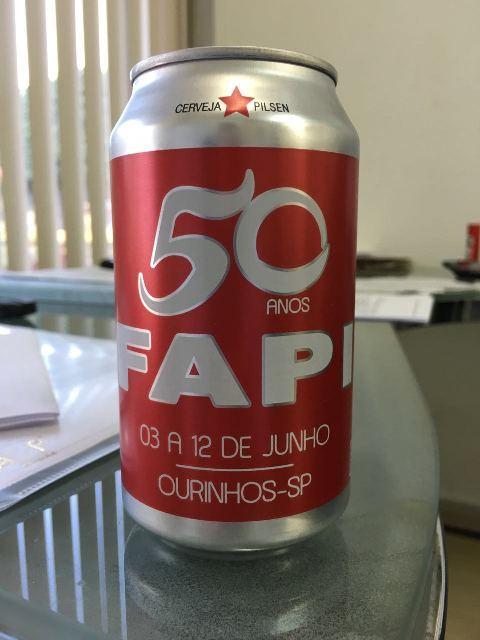 CERVEJA PILSEN
50
ANOS
FAPI
03 A 12 DE JUNHO
OURINHOS-SP